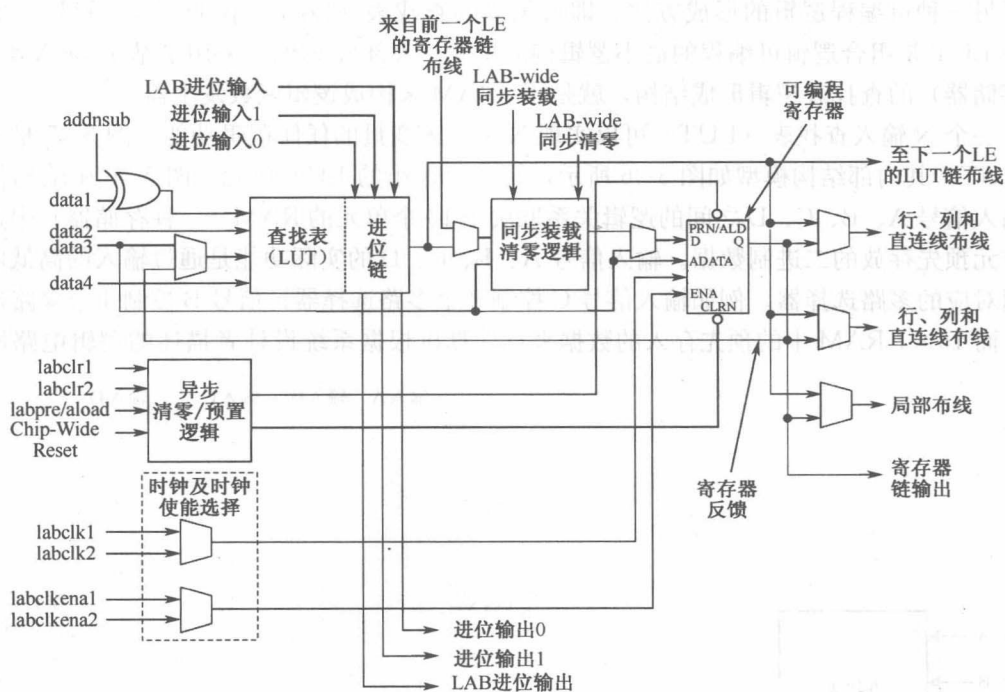 来自前一个LE
的寄存器链
布线
LAB进位输入
进位输入1
进位输入0
LAB-wide
同步装载
LAB-wide
同步清零
可编程
寄存器
addnsub
data1
data2
data3
data4
查找表
(LUT)
进
位
链
同步装载
清零逻辑
PRN/ALD
D
Q
ADATA
ENA
CLRN
至下一个LE
的LUT链布线
行、列和
直连线布线
行、列和
直连线布线
局部布线
寄存器
链输出
寄存器
反馈
labclr1
labclr2
labpre/aload
Chip-Wide
Reset
异步
清零/预置
逻辑
时钟及时钟
使能选择
labclk1
labclk2
labclkena1
labclkena2
进位输出0
进位输出1
LAB进位输出